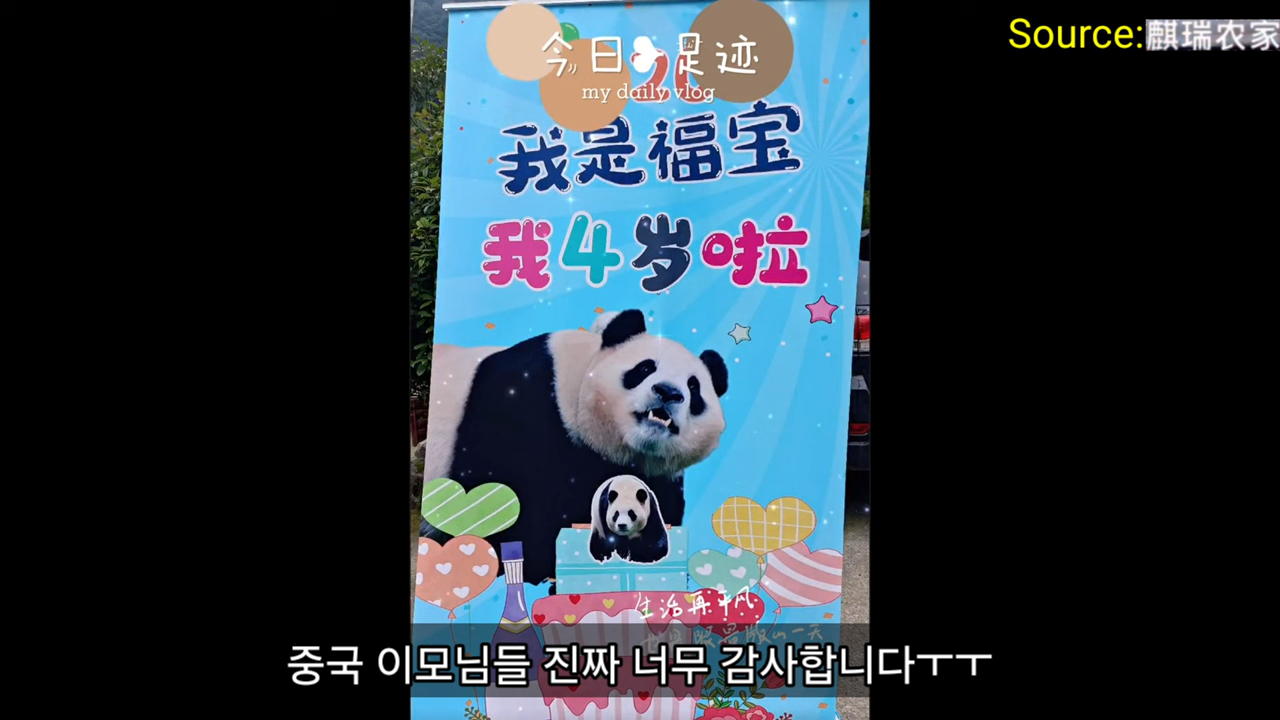 Source:麒瑞农家
今日 足迹
my daily vlog
我是福宝
我4岁啦
生活再平凡
중국 이모님들 진짜 너무 감사합니다ㅜㅜ